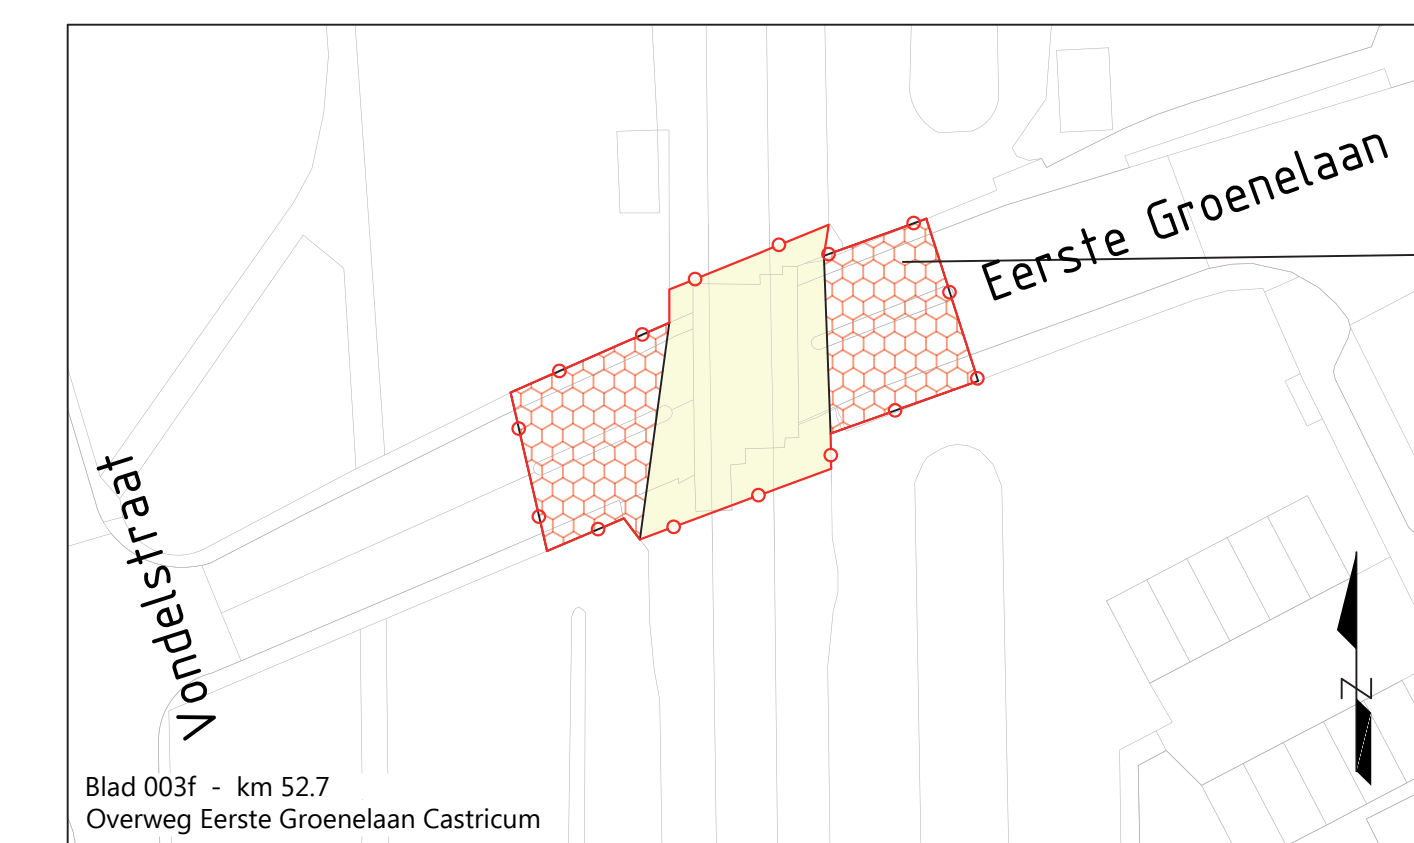 Eerste Groenelaan
Vondelstraat
N
Blad 003f - km 52.7
Overweg Eerste Groenelaan Castricum